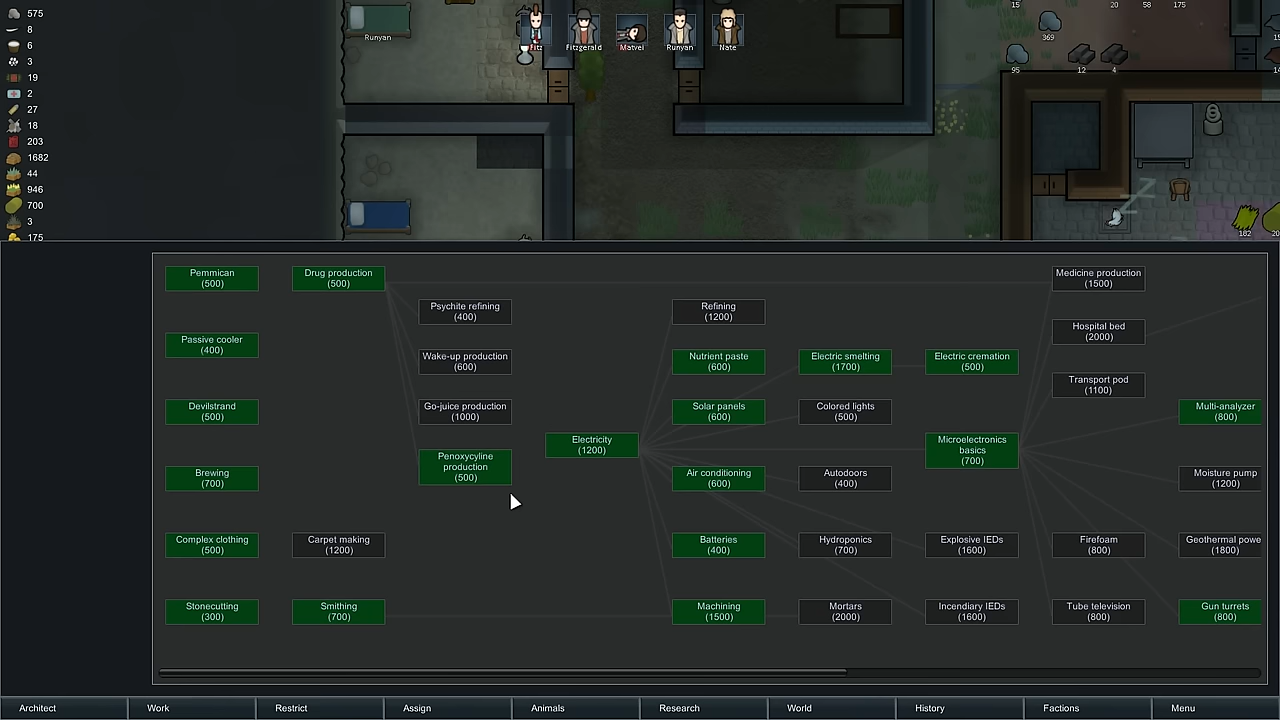 575
8
6
3
19
2
27
18
203
1682
44
946
700
3
175
Runyan
Fitz
Fitzgerald
Matvei
Runyan
Nate
15
20
58
175
369
95
12
4
182
Pemmican
(500)
Drug production
(500)
Medicine production
(1500)
Psychite refining
(400)
Refining
(1200)
Hospital bed
(2000)
Passive cooler
(400)
Wake-up production
(600)
Nutrient paste
(600)
Electric smelting
(1700)
Electric cremation
(500)
Transport pod
(1100)
Devilstrand
(500)
Go-juice production
(1000)
Solar panels
(600)
Colored lights
(500)
Multi-analyzer
(800)
Electricity
(1200)
Microelectronics
basics
(700)
Brewing
(700)
Penoxycyline
production
(500)
Air conditioning
(600)
Autodoors
(400)
Moisture pump
(1200)
Complex clothing
(500)
Carpet making
(1200)
Batteries
(400)
Hydroponics
(700)
Explosive IEDs
(1600)
Firefoam
(800)
Geothermal powe
(1800)
Stonecutting
(300)
Smithing
(700)
Machining
(1500)
Mortars
(2000)
Incendiary IEDs
(1600)
Tube television
(800)
Gun turrets
(800)
Architect
Work
Restrict
Assign
Animals
Research
World
History
Factions
Menu